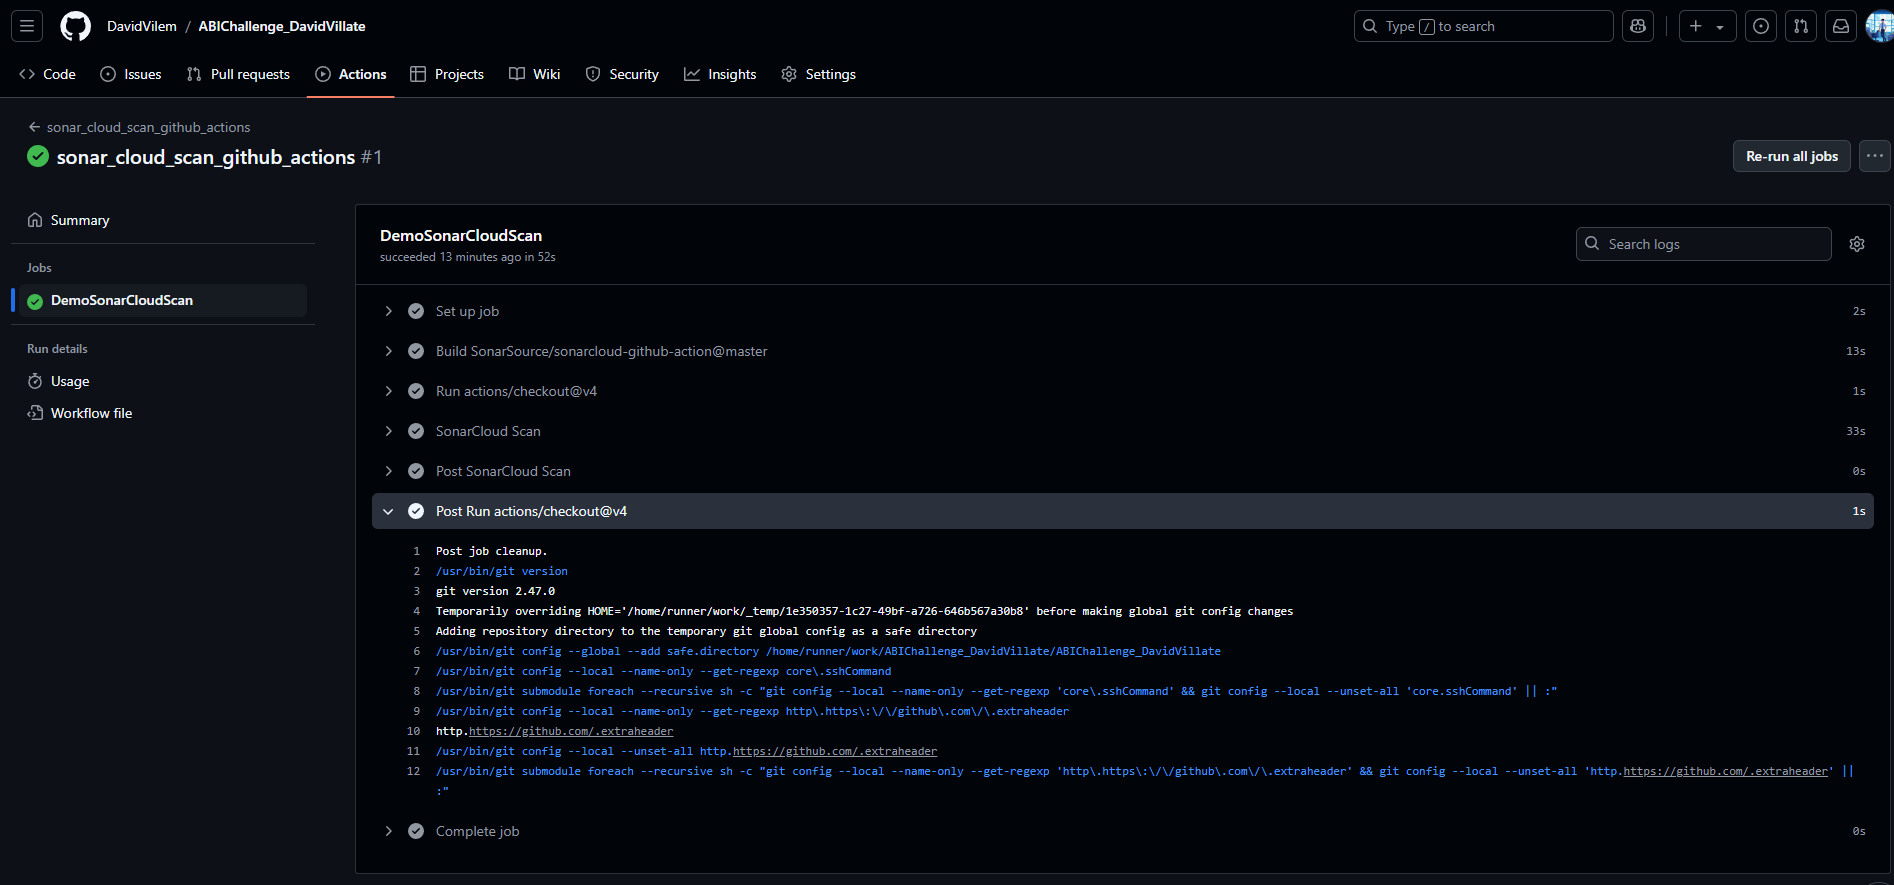 DavidVilem / ABIChallenge_DavidVillate
Type / to search
Code Issues Pull requests Actions Projects Wiki Security Insights Settings
sonar_cloud_scan_github_actions
sonar_cloud_scan_github_actions #1
Re-run all jobs
Summary
Jobs
DemoSonarCloudScan
Run details
Usage
Workflow file
DemoSonarCloudScan
succeeded 13 minutes ago in 52s
Search logs
Set up job 2s
Build SonarSource/sonarcloud-github-action@master 13s
Run actions/checkout@v4 1s
SonarCloud Scan 33s
Post SonarCloud Scan 0s
Post Run actions/checkout@v4 1s
1 Post job cleanup.
2 /usr/bin/git version
3 git version 2.47.0
4 Temporarily overriding HOME='/home/runner/work/_temp/1e350357-1c27-49bf-a726-646b567a30b8' before making global git config changes
5 Adding repository directory to the temporary git global config as a safe directory
6 /usr/bin/git config --global --add safe.directory /home/runner/work/ABIChallenge_DavidVillate/ABIChallenge_DavidVillate
7 /usr/bin/git config --local --name-only --get-regexp core\.sshCommand
8 /usr/bin/git submodule foreach --recursive sh -c "git config --local --name-only --get-regexp 'core\.sshCommand' && git config --local --unset-all 'core.sshCommand' || :"
9 /usr/bin/git config --local --name-only --get-regexp http\.https\:\/\/github\.com\/\.extraheader
10 http.https://github.com/.extraheader
11 /usr/bin/git config --local --unset-all http.https://github.com/.extraheader
12 /usr/bin/git submodule foreach --recursive sh -c "git config --local --name-only --get-regexp 'http\.https\:\/\/github\.com\/\.extraheader' && git config --local --unset-all 'http.https://github.com/.extraheader' ||
:"
Complete job 0s